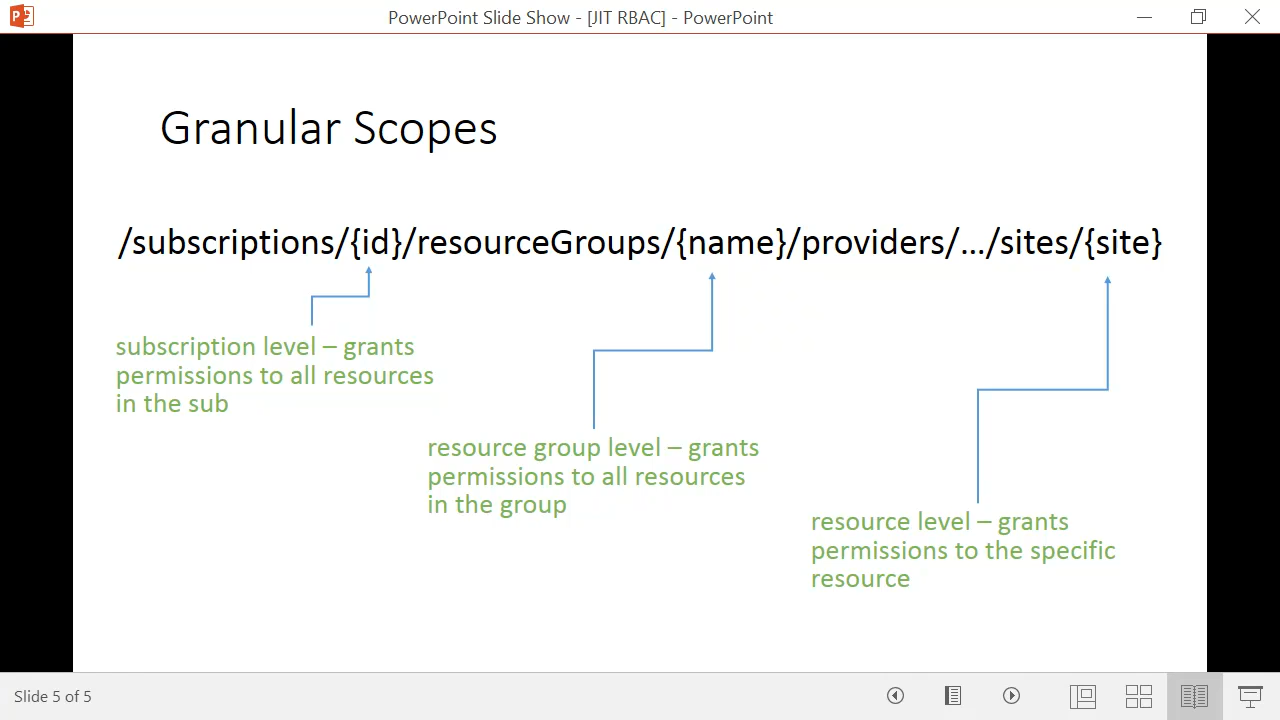 PowerPoint Slide Show - [JIT RBAC] - PowerPoint
Granular Scopes
/subscriptions/{id}/resourceGroups/{name}/providers/…/sites/{site}
subscription level – grants
permissions to all resources
in the sub
resource group level – grants
permissions to all resources
in the group
resource level – grants
permissions to the specific
resource
Slide 5 of 5